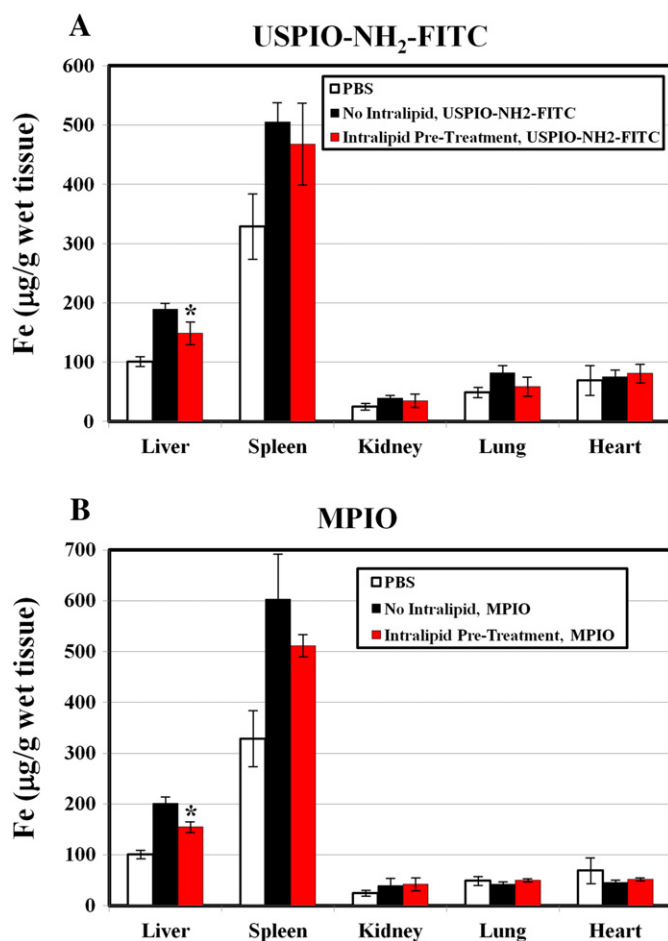 A
USPIO-NH₂-FITC
600
500
400
300
200
100
0
Fe (µg/g wet tissue)
PBS
No Intralipid, USPIO-NH2-FITC
Intralipid Pre-Treatment, USPIO-NH2-FITC
*
Liver Spleen Kidney Lung Heart
B
MPIO
700
600
500
400
300
200
100
0
Fe (µg/g wet tissue)
PBS
No Intralipid, MPIO
Intralipid Pre-Treatment, MPIO
*
Liver Spleen Kidney Lung Heart